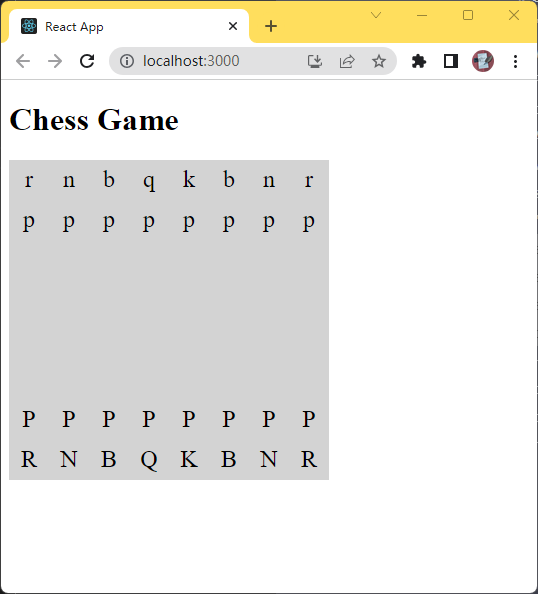 React App
localhost:3000
Chess Game
r n b q k b n r
p p p p p p p p
P P P P P P P P
R N B Q K B N R